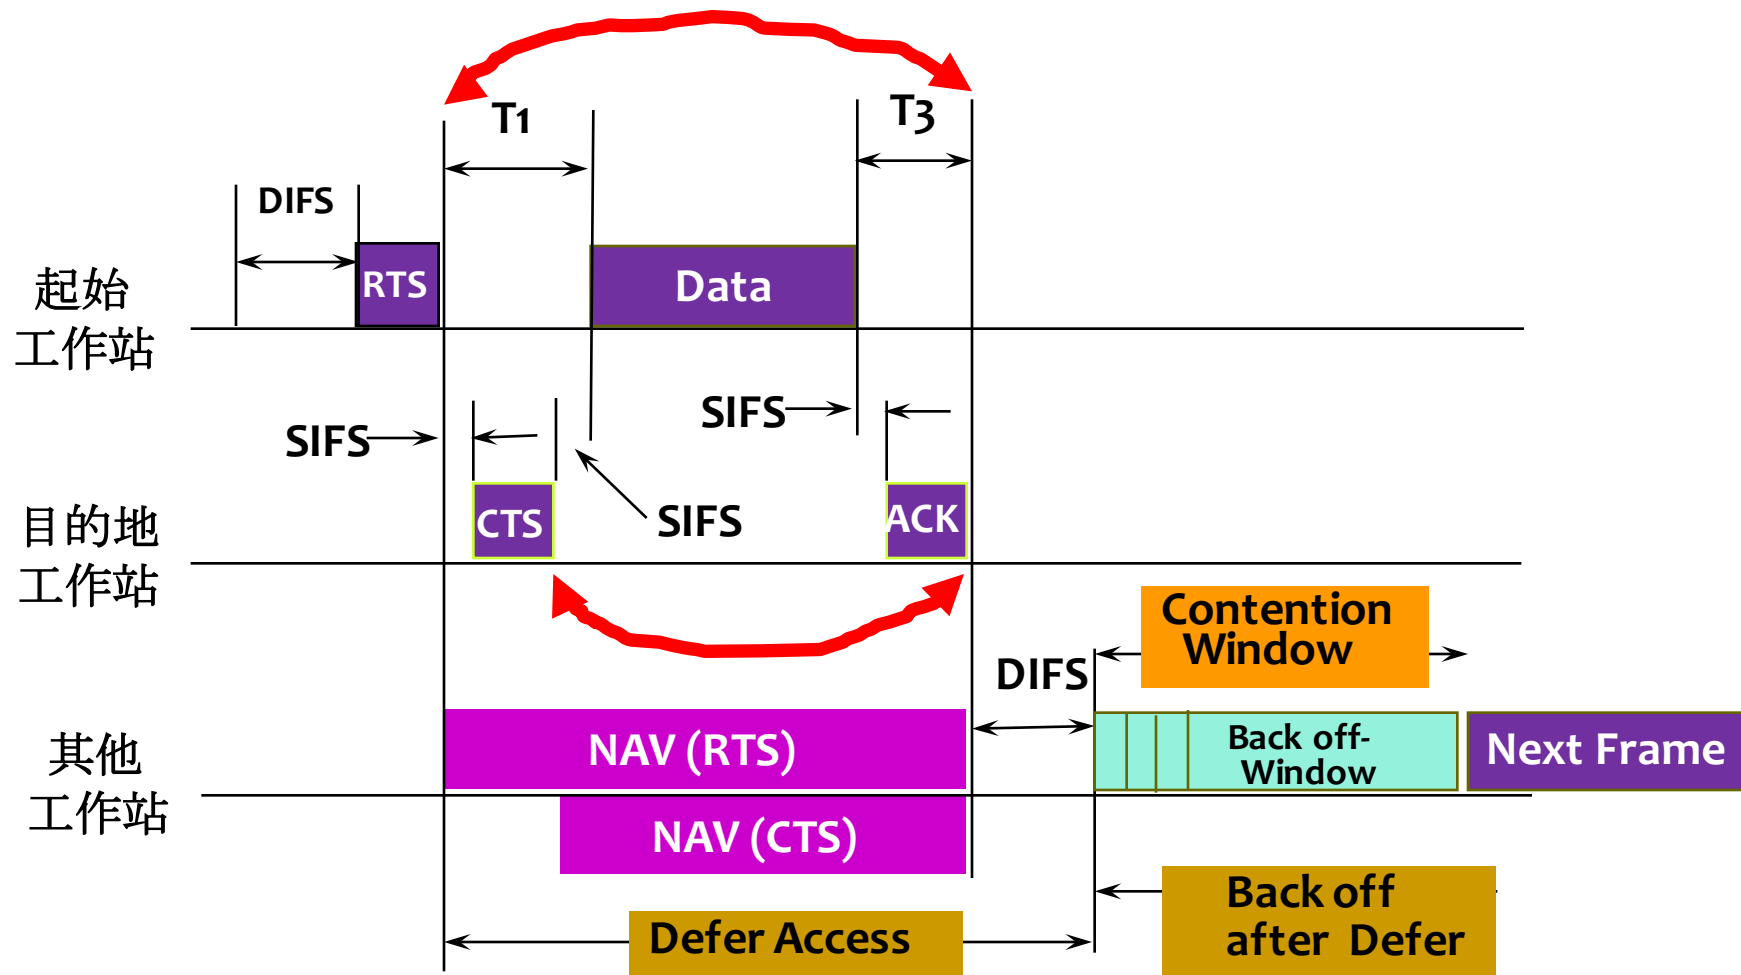 T1
T3
DIFS
RTS
Data
起始
工作站
SIFS
SIFS
CTS
SIFS
ACK
目的地
工作站
Contention
Window
DIFS
NAV (RTS)
Back off-
Window
Next Frame
其他
工作站
NAV (CTS)
Back off
after Defer
Defer Access